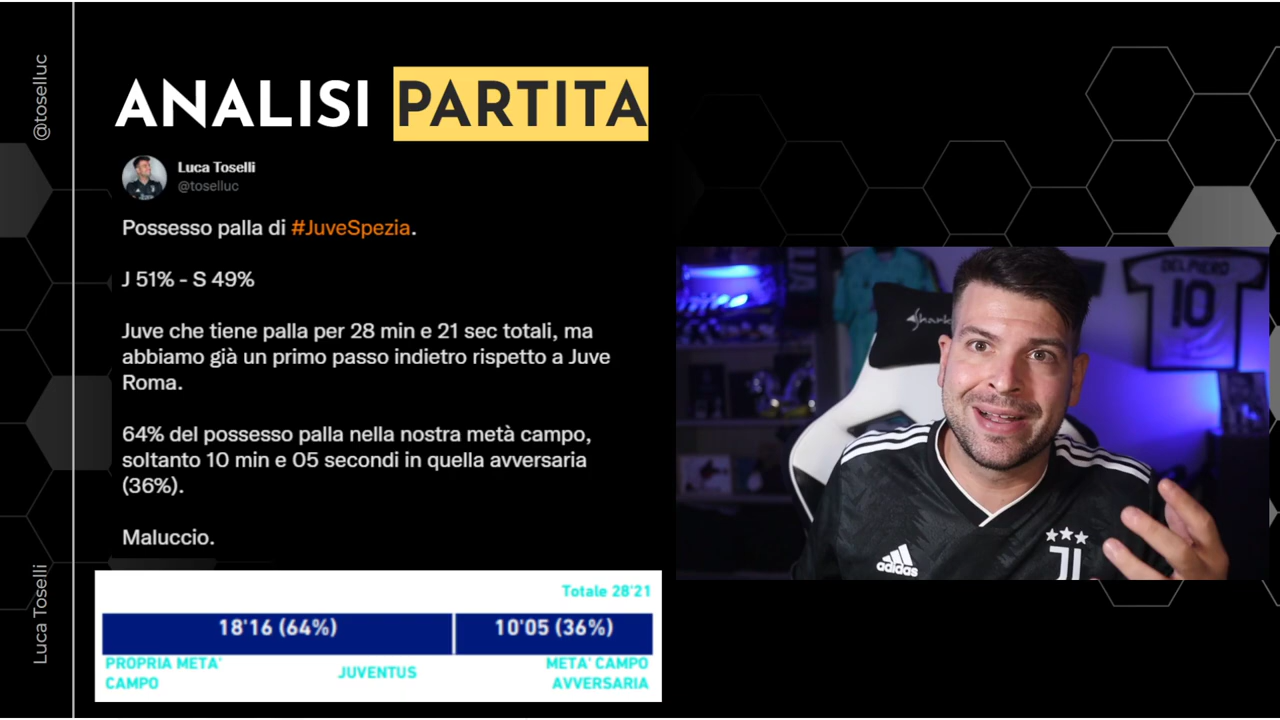 @toselluc
Luca Toselli
ANALISI PARTITA
Luca Toselli
@toselluc
Possesso palla di #JuveSpezia.
J 51% - S 49%
Juve che tiene palla per 28 min e 21 sec totali, ma
abbiamo già un primo passo indietro rispetto a Juve
Roma.
64% del possesso palla nella nostra metà campo,
soltanto 10 min e 05 secondi in quella avversaria
(36%).
Maluccio.
Totale 28'21
18'16 (64%)
10'05 (36%)
PROPRIA META'
CAMPO
JUVENTUS
META' CAMPO
AVVERSARIA
DEL PIERO
10
adidas